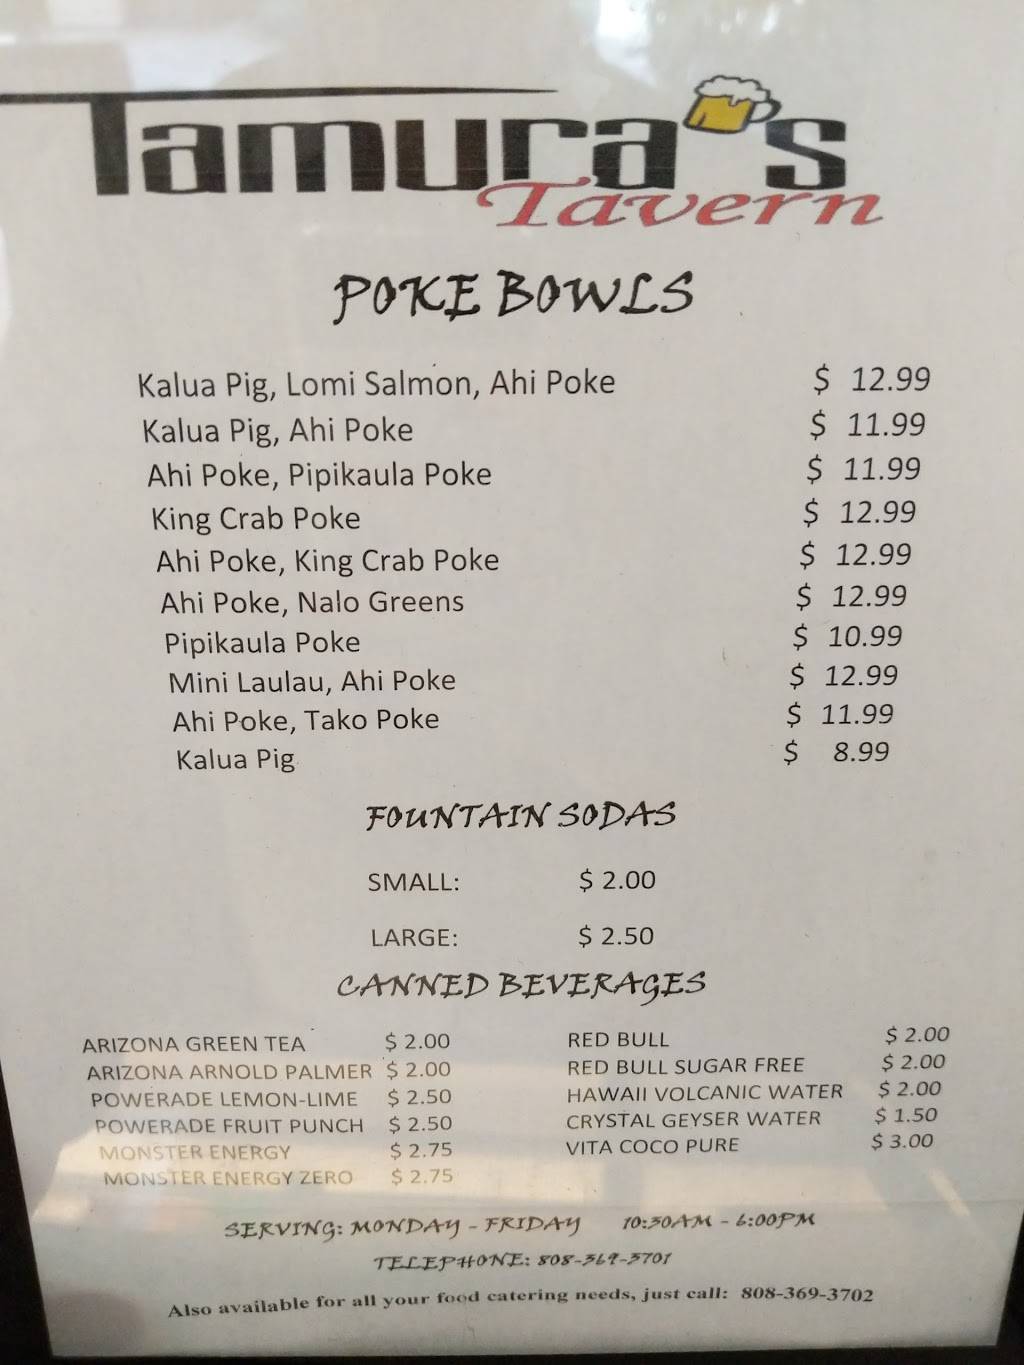 Tamura's
Tavern
POKE BOWLS
Kalua Pig, Lomi Salmon, Ahi Poke $ 12.99
Kalua Pig, Ahi Poke $ 11.99
Ahi Poke, Pipikaula Poke $ 11.99
King Crab Poke $ 12.99
Ahi Poke, King Crab Poke $ 12.99
Ahi Poke, Nalo Greens $ 12.99
Pipikaula Poke $ 10.99
Mini Laulau, Ahi Poke $ 12.99
Ahi Poke, Tako Poke $ 11.99
Kalua Pig $ 8.99
FOUNTAIN SODAS
SMALL: $ 2.00
LARGE: $ 2.50
CANNED BEVERAGES
ARIZONA GREEN TEA $ 2.00 RED BULL $ 2.00
ARIZONA ARNOLD PALMER $ 2.00 RED BULL SUGAR FREE $ 2.00
POWERADE LEMON-LIME $ 2.50 HAWAII VOLCANIC WATER $ 2.00
POWERADE FRUIT PUNCH $ 2.50 CRYSTAL GEYSER WATER $ 1.50
MONSTER ENERGY $ 2.75 VITA COCO PURE $ 3.00
MONSTER ENERGY ZERO $ 2.75
SERVING: MONDAY - FRIDAY 10:30AM - 6:00PM
TELEPHONE: 808-369-3701
Also available for all your food catering needs, just call: 808-369-3702